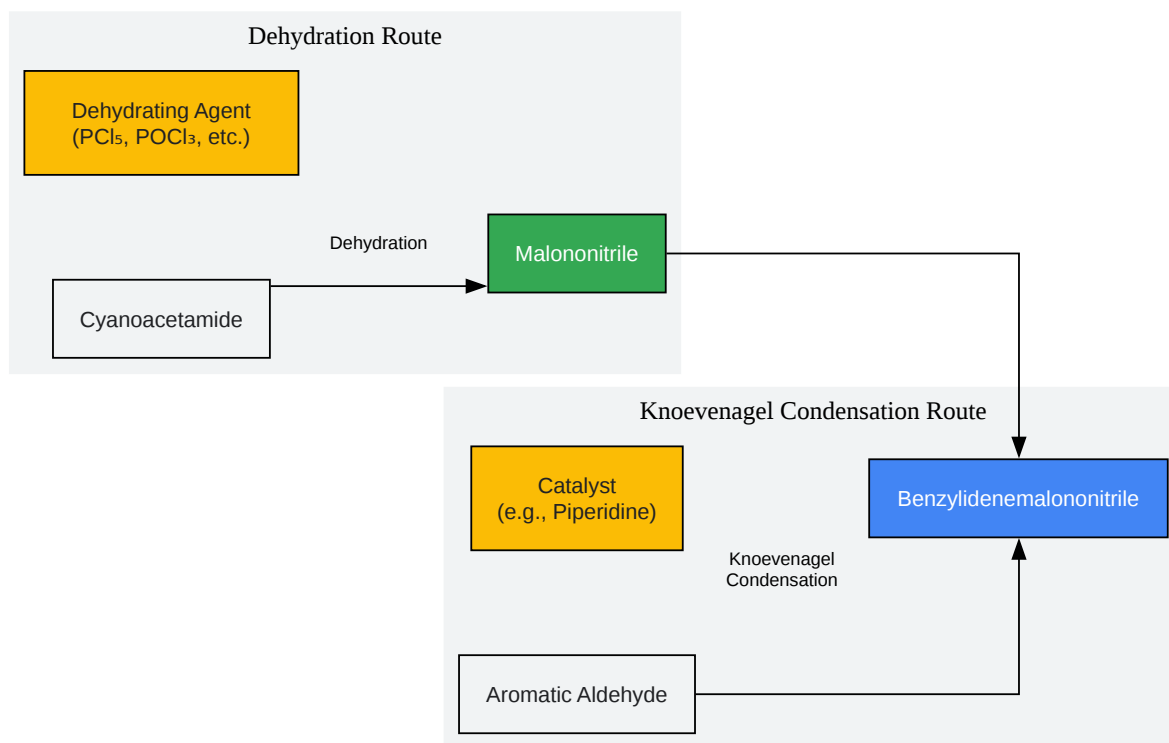 Dehydration Route
Dehydrating Agent
(PCl₅, POCl₃, etc.)
Dehydration
Malononitrile
Cyanoacetamide
Knoevenagel Condensation Route
Catalyst
(e.g., Piperidine)
Benzylidenemalononitrile
Knoevenagel
Condensation
Aromatic Aldehyde